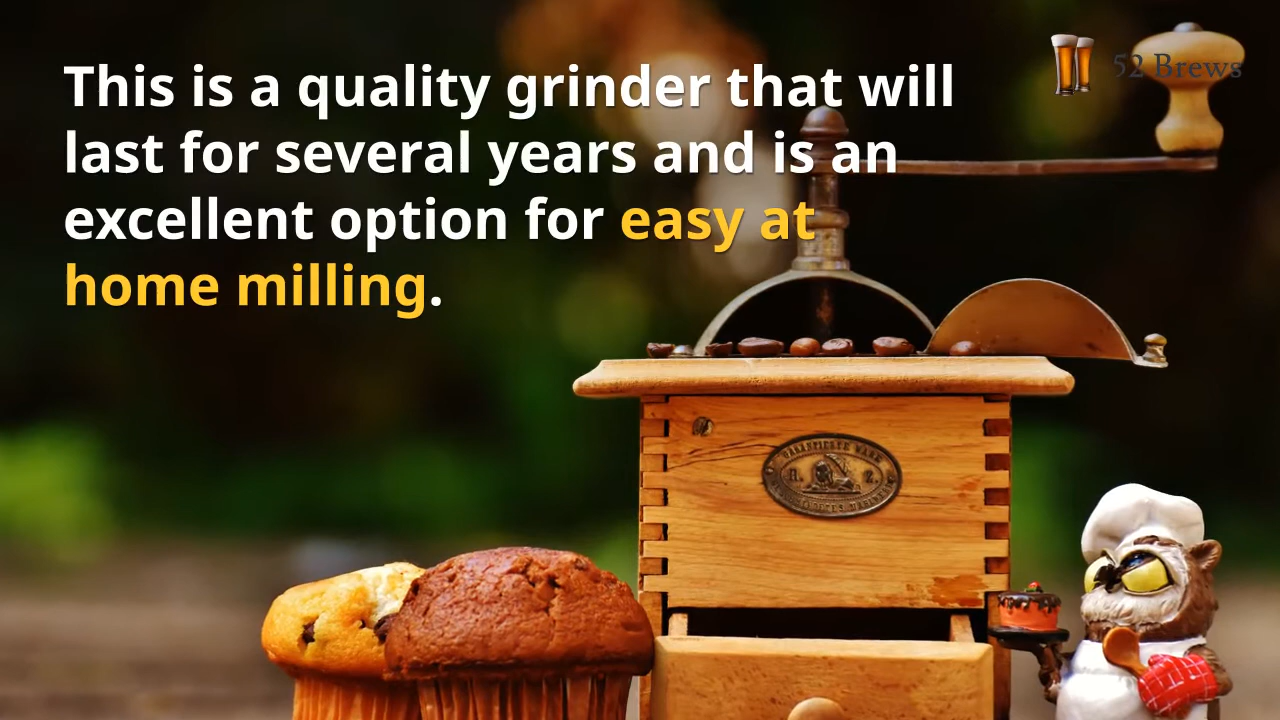 This is a quality grinder that will
last for several years and is an
excellent option for easy at
home milling.
52 Brews